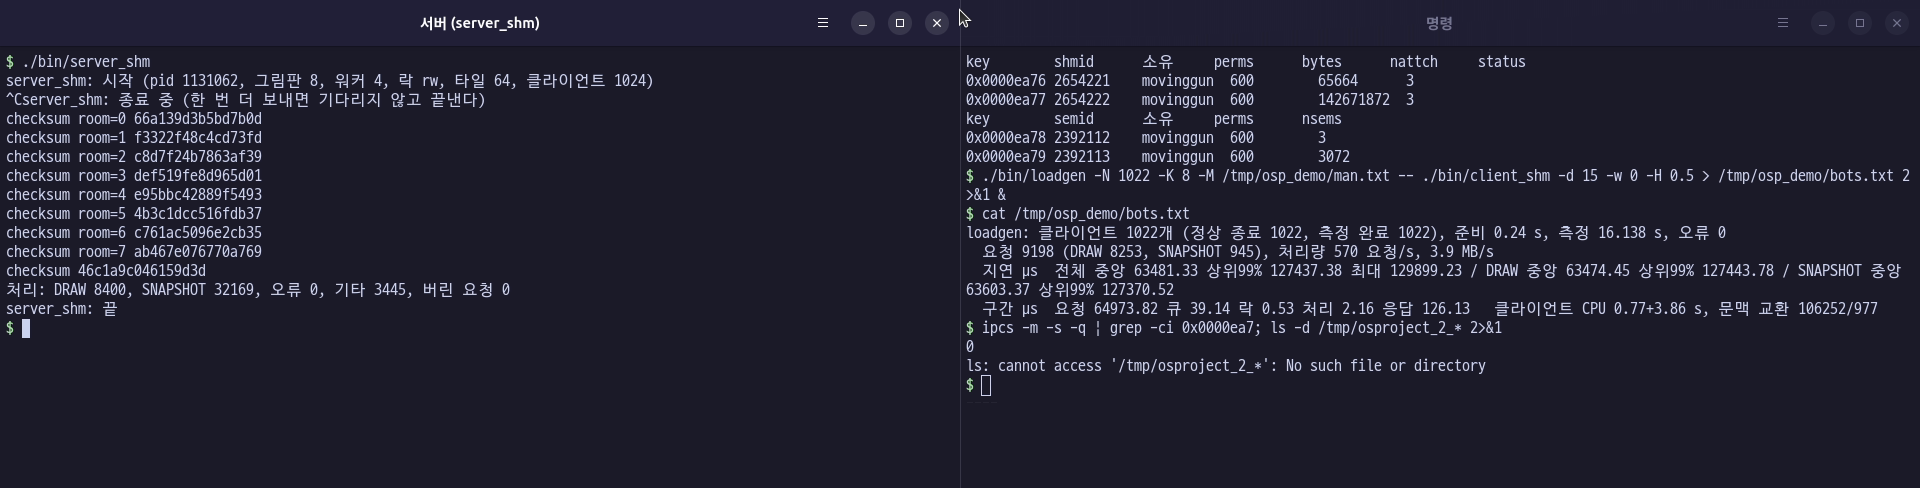 서버 (server_shm)
$ ./bin/server_shm
server_shm: 시작 (pid 1131062, 그림판 8, 워커 4, 락 rw, 타일 64, 클라이언트 1024)
^Cserver_shm: 종료 중 (한 번 더 보내면 기다리지 않고 끝낸다)
checksum room=0 66a139d3b5bd7b0d
checksum room=1 f3322f48c4cd73fd
checksum room=2 c8d7f24b7863af39
checksum room=3 def519fe8d965d01
checksum room=4 e95bbc42889f5493
checksum room=5 4b3c1dcc516fdb37
checksum room=6 c761ac5096e2cb35
checksum room=7 ab467e076770a769
checksum 46c1a9c046159d3d
처리: DRAW 8400, SNAPSHOT 32169, 오류 0, 기타 3445, 버린 요청 0
server_shm: 끝
$
명령
key shmid 소유 perms bytes nattch status
0x0000ea76 2654221 movinggun 600 65664 3
0x0000ea77 2654222 movinggun 600 142671872 3
key semid 소유 perms nsems
0x0000ea78 2392112 movinggun 600 3
0x0000ea79 2392113 movinggun 600 3072
$ ./bin/loadgen -N 1022 -K 8 -M /tmp/osp_demo/man.txt -- ./bin/client_shm -d 15 -w 0 -H 0.5 > /tmp/osp_demo/bots.txt 2
>&1 &
$ cat /tmp/osp_demo/bots.txt
loadgen: 클라이언트 1022개 (정상 종료 1022, 측정 완료 1022), 준비 0.24 s, 측정 16.138 s, 오류 0
요청 9198 (DRAW 8253, SNAPSHOT 945), 처리량 570 요청/s, 3.9 MB/s
지연 µs 전체 중앙 63481.33 상위99% 127437.38 최대 129899.23 / DRAW 중앙 63474.45 상위99% 127443.78 / SNAPSHOT 중앙
63603.37 상위99% 127370.52
구간 µs 요청 64973.82 큐 39.14 락 0.53 처리 2.16 응답 126.13 클라이언트 CPU 0.77+3.86 s, 문맥 교환 106252/977
$ ipcs -m -s -q | grep -ci 0x0000ea7; ls -d /tmp/osproject_2_* 2>&1
0
ls: cannot access '/tmp/osproject_2_*': No such file or directory
$